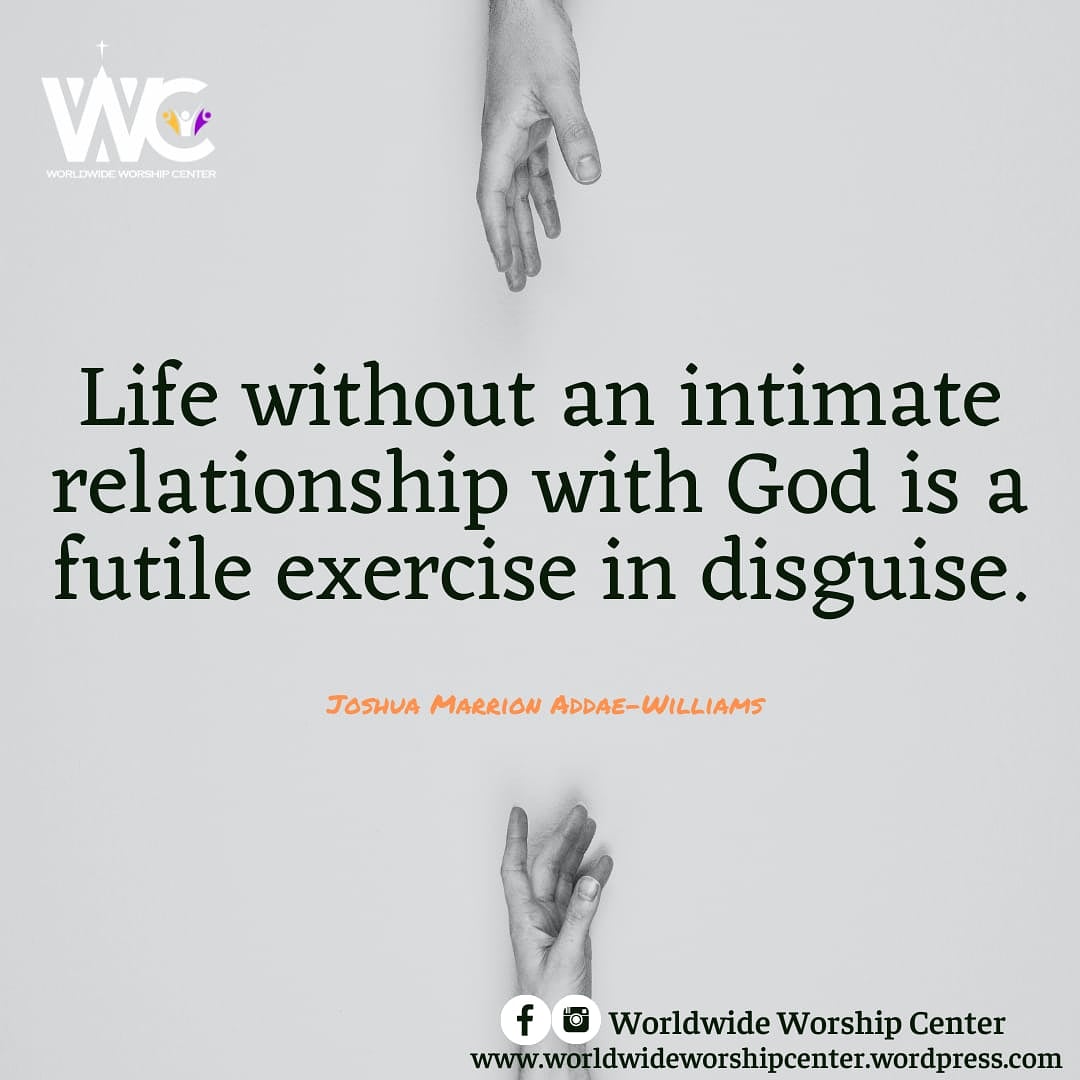 WWC
WORLDWIDE WORSHIP CENTER
Life without an intimate
relationship with God is a
futile exercise in disguise.
Joshua Marrion Addae-Williams
Worldwide Worship Center
www.worldwideworshipcenter.wordpress.com